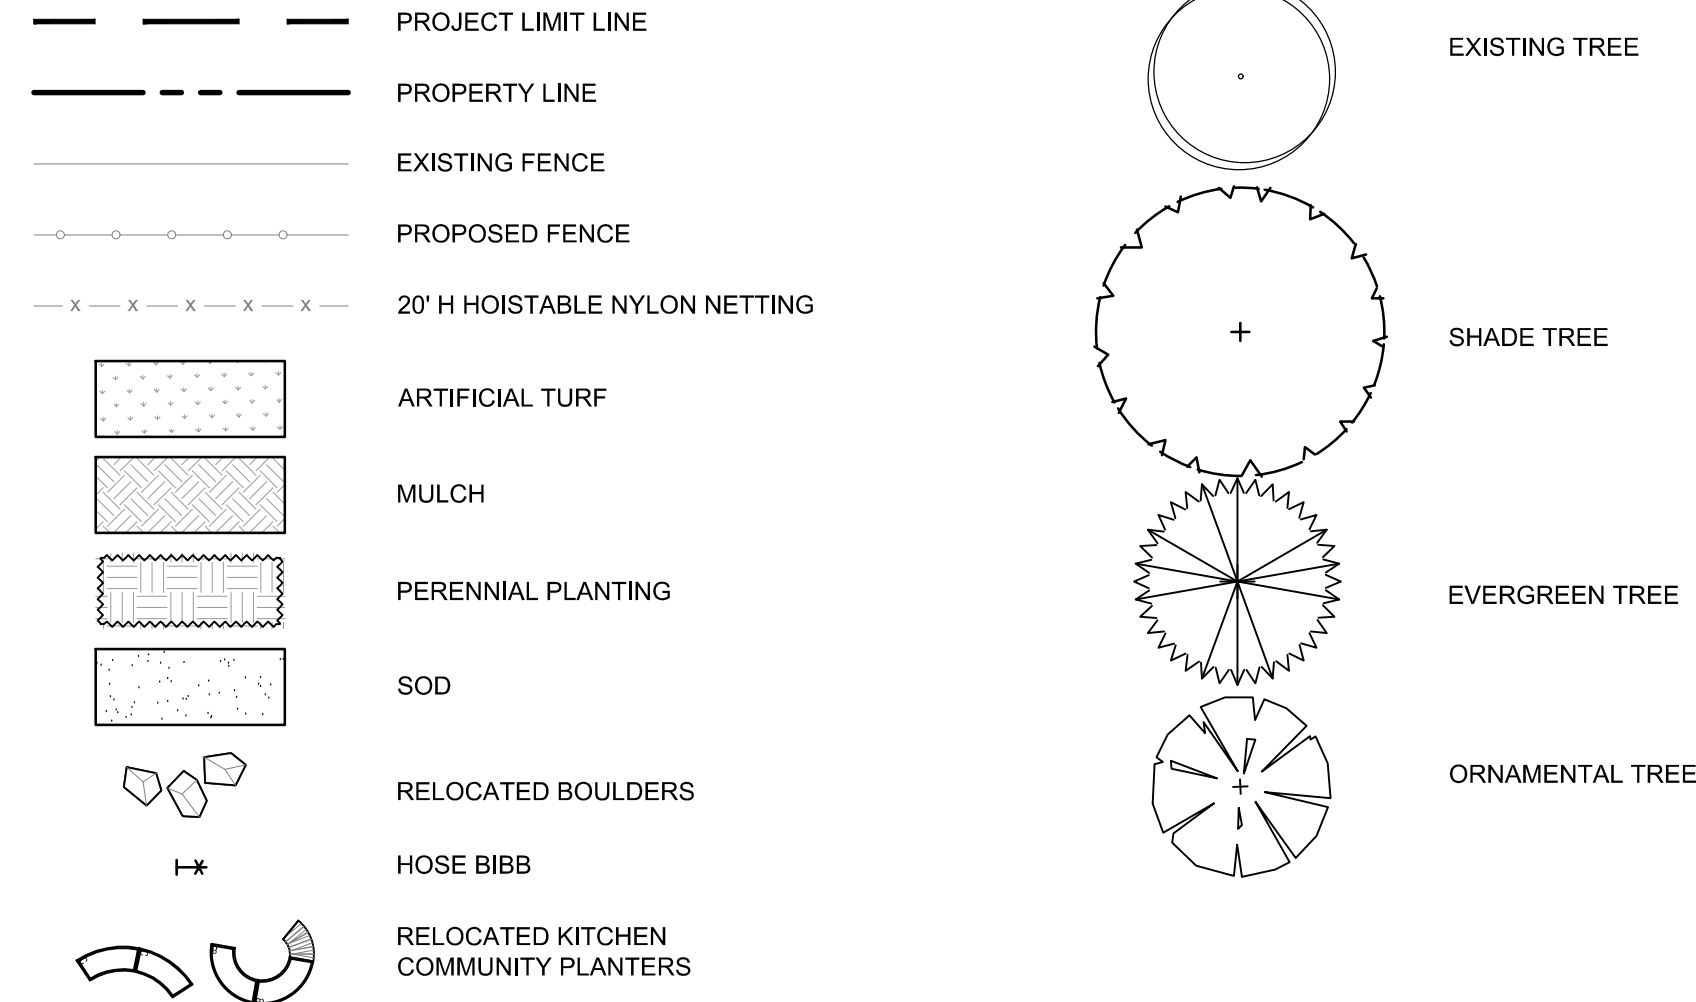 PROJECT LIMIT LINE
PROPERTY LINE
EXISTING FENCE
PROPOSED FENCE
X X X X X
20' H HOISTABLE NYLON NETTING
ARTIFICIAL TURF
MULCH
PERENNIAL PLANTING
SOD
RELOCATED BOULDERS
HOSE BIBB
RELOCATED KITCHEN
COMMUNITY PLANTERS
EXISTING TREE
SHADE TREE
EVERGREEN TREE
ORNAMENTAL TREE